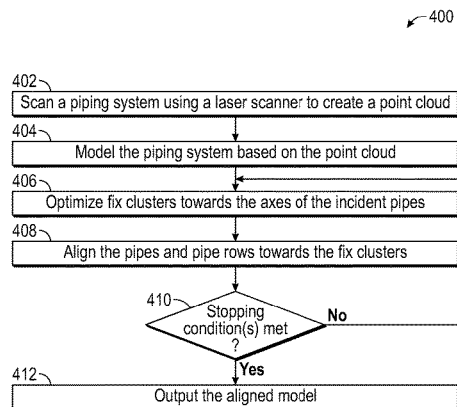 400
402
Scan a piping system using a laser scanner to create a point cloud
404
Model the piping system based on the point cloud
406
Optimize fix clusters towards the axes of the incident pipes
408
Align the pipes and pipe rows towards the fix clusters
410
Stopping
condition(s) met
?
No
Yes
412
Output the aligned model